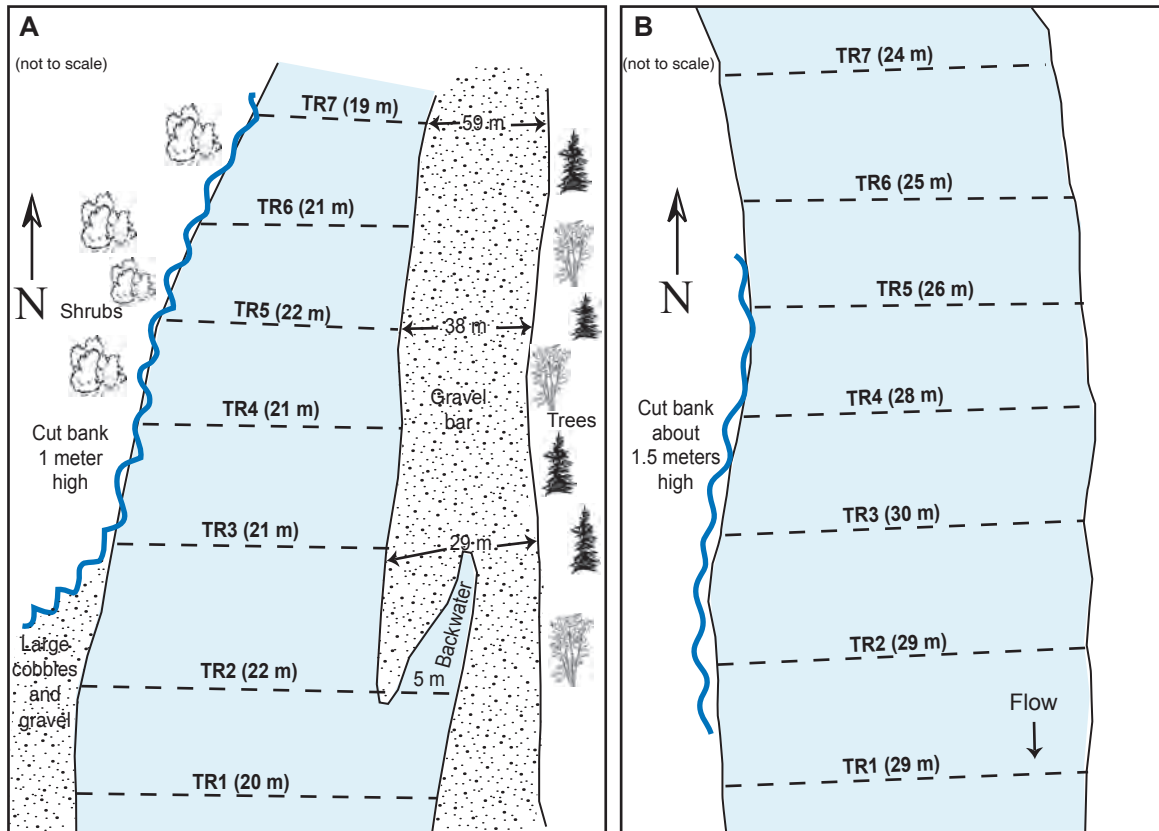 A
(not to scale)
TR7 (19 m)
59 m
TR6 (21 m)
N
Shrubs
TR5 (22 m)
38 m
TR4 (21 m)
Gravel
bar
Trees
Cut bank
1 meter
high
TR3 (21 m)
29 m
Backwater
Large
cobbles
and
gravel
TR2 (22 m)
5 m
TR1 (20 m)
B
(not to scale)
TR7 (24 m)
TR6 (25 m)
N
TR5 (26 m)
TR4 (28 m)
Cut bank
about
1.5 meters
high
TR3 (30 m)
TR2 (29 m)
Flow
TR1 (29 m)